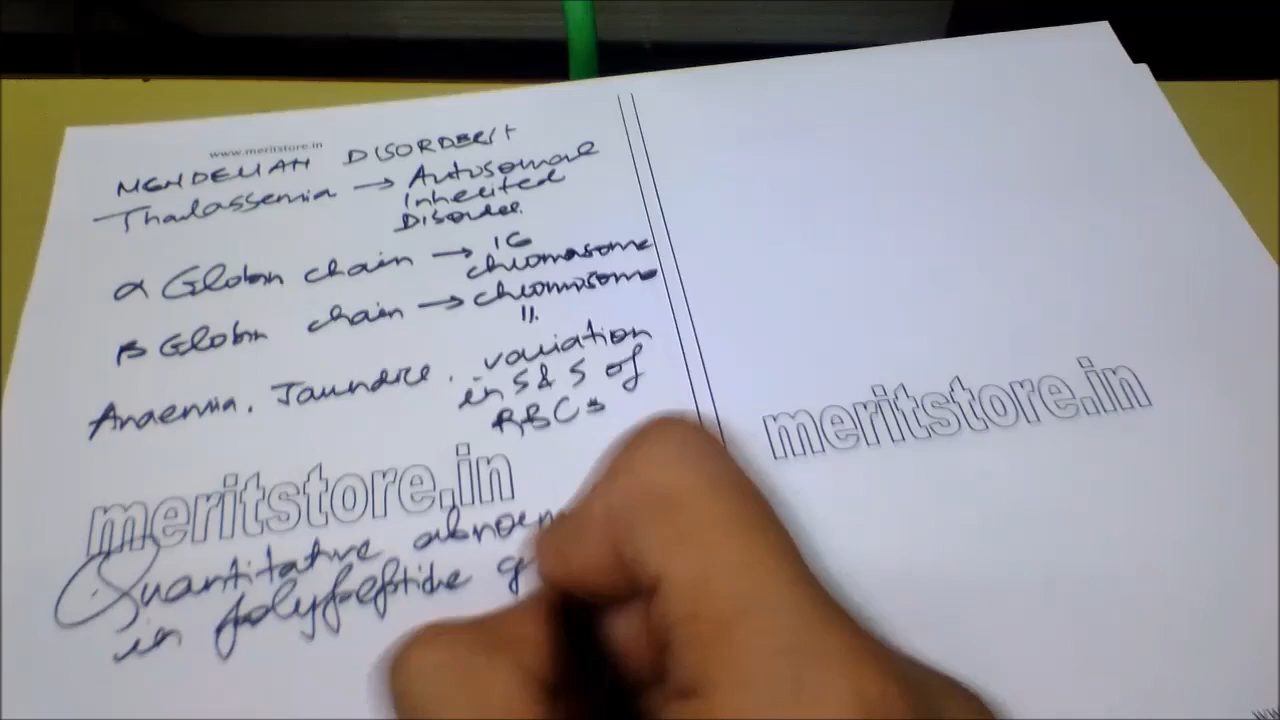 www.meritstore.in
MENDELIAN DISORDERS
Thalassemia → Autosomal
Inherited
Disorder.
α Globin chain → 16
chromosome
β Globin chain → chromosome
11.
Anaemia. Jaundice. variation
in S & S of
RBCs
meritstore.in
meritstore.in
Quantitative abnorm
in polypeptide g